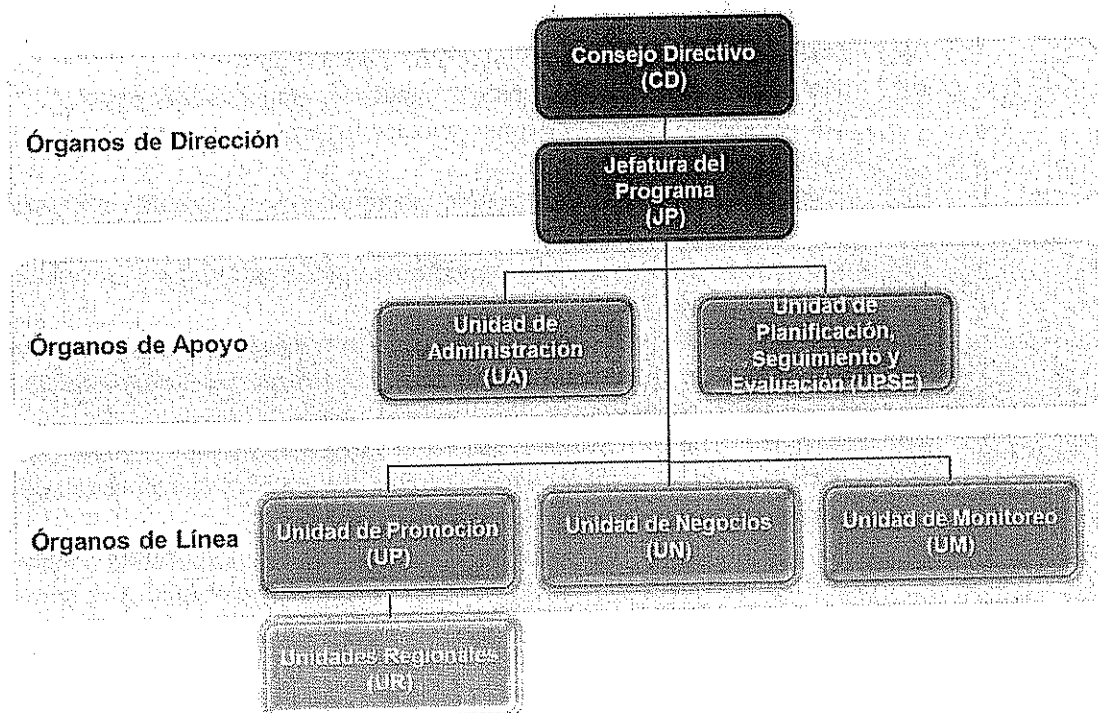 Consejo Directivo
(CD)
Órganos de Dirección
Jefatura del
Programa
(JP)
Órganos de Apoyo
Unidad de
Administración
(UA)
Unidad de
Planificación,
Seguimiento y
Evaluación (UPSE)
Órganos de Línea
Unidad de Promoción
(UP)
Unidad de Negocios
(UN)
Unidad de Monitoreo
(UM)
Unidades Regionales
(UR)